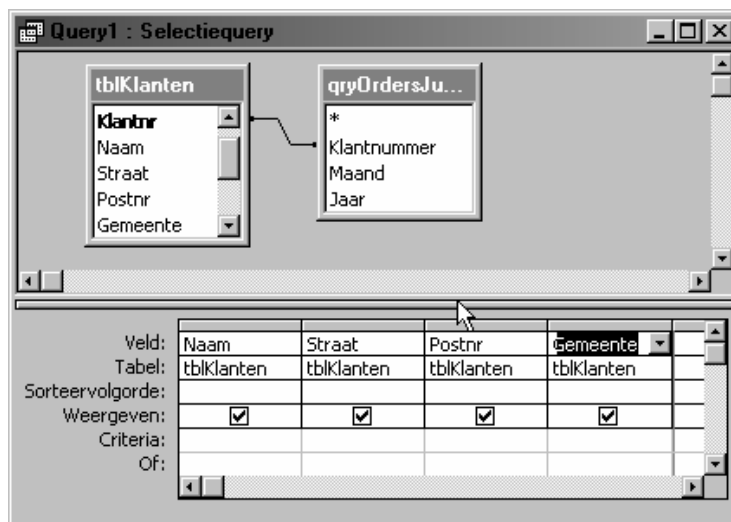 Query1 : Selectiequery
tblKlanten
Klantnr
Naam
Straat
Postnr
Gemeente
qryOrdersJu...
*
Klantnummer
Maand
Jaar
Veld: Naam Straat Postnr Gemeente
Tabel: tblKlanten tblKlanten tblKlanten tblKlanten
Sorteervolgorde:
Weergeven:
Criteria:
Of: